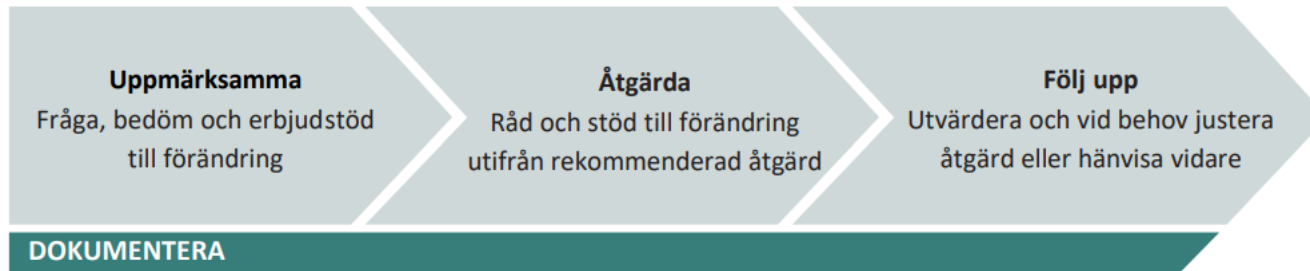 Uppmärksamma
Fråga, bedöm och erbjudstöd
till förändring
Åtgärda
Råd och stöd till förändring
utifrån rekommenderad åtgärd
Följ upp
Utvärdera och vid behov justera
åtgärd eller hänvisa vidare
DOKUMENTERA